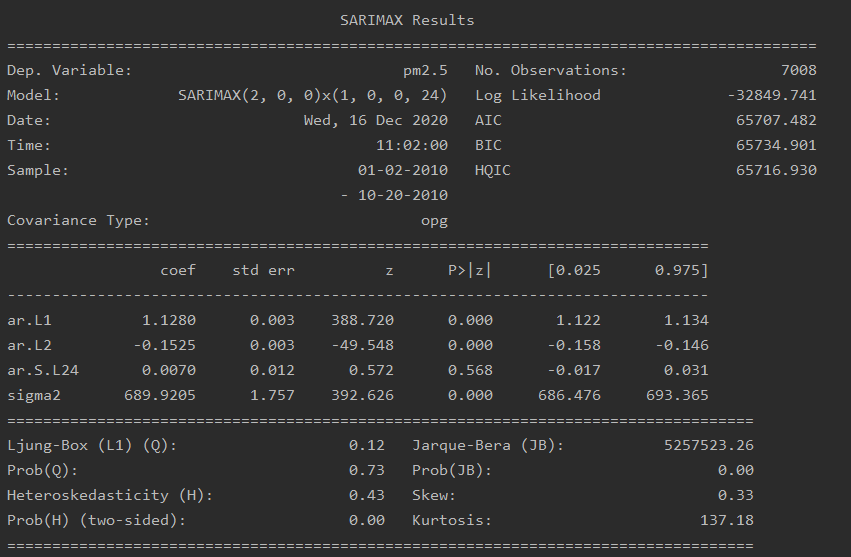 SARIMAX Results
==========================================================================================
Dep. Variable: pm2.5 No. Observations: 7008
Model: SARIMAX(2, 0, 0)x(1, 0, 0, 24) Log Likelihood -32849.741
Date: Wed, 16 Dec 2020 AIC 65707.482
Time: 11:02:00 BIC 65734.901
Sample: 01-02-2010 HQIC 65716.930
- 10-20-2010
Covariance Type: opg
==============================================================================
coef std err z P>|z| [0.025 0.975]
------------------------------------------------------------------------------
ar.L1 1.1280 0.003 388.720 0.000 1.122 1.134
ar.L2 -0.1525 0.003 -49.548 0.000 -0.158 -0.146
ar.S.L24 0.0070 0.012 0.572 0.568 -0.017 0.031
sigma2 689.9205 1.757 392.626 0.000 686.476 693.365
===================================================================================
Ljung-Box (L1) (Q): 0.12 Jarque-Bera (JB): 5257523.26
Prob(Q): 0.73 Prob(JB): 0.00
Heteroskedasticity (H): 0.43 Skew: 0.33
Prob(H) (two-sided): 0.00 Kurtosis: 137.18
===================================================================================